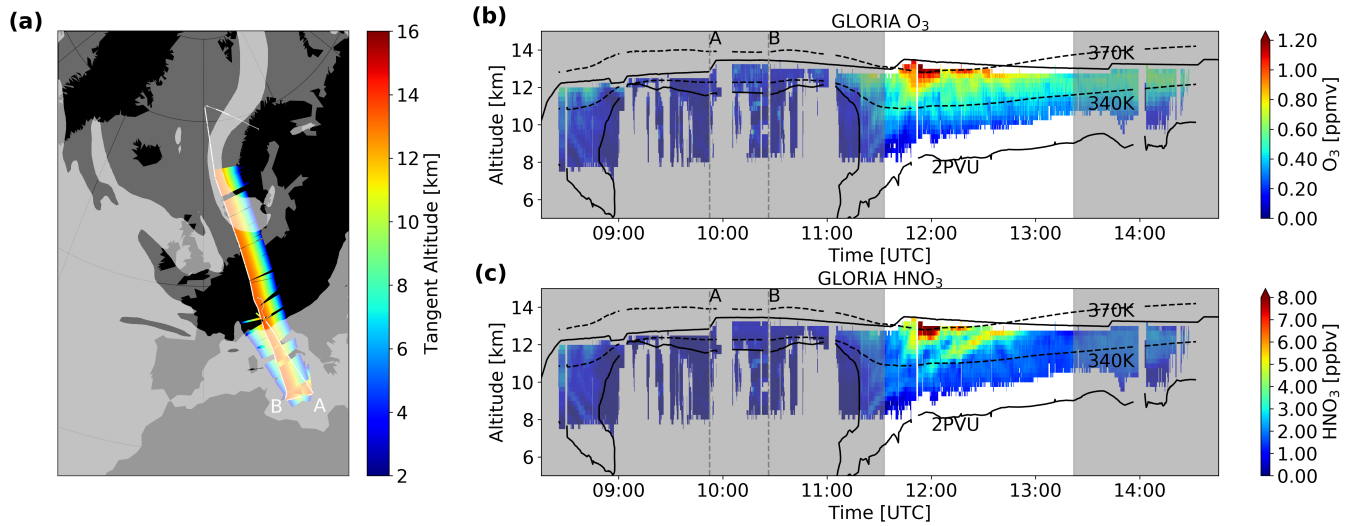 (a)
B
A
16
14
12
10
8
6
4
2
Tangent Altitude [km]
(b)
GLORIA O₃
A
B
370K
340K
2PVU
14
12
10
8
6
Altitude [km]
09:00
10:00
11:00
12:00
13:00
14:00
Time [UTC]
1.20
1.00
0.80
0.60
0.40
0.20
0.00
O₃ [ppmv]
(c)
GLORIA HNO₃
A
B
370K
340K
2PVU
14
12
10
8
6
Altitude [km]
09:00
10:00
11:00
12:00
13:00
14:00
Time [UTC]
8.00
7.00
6.00
5.00
4.00
3.00
2.00
1.00
0.00
HNO₃ [ppbv]